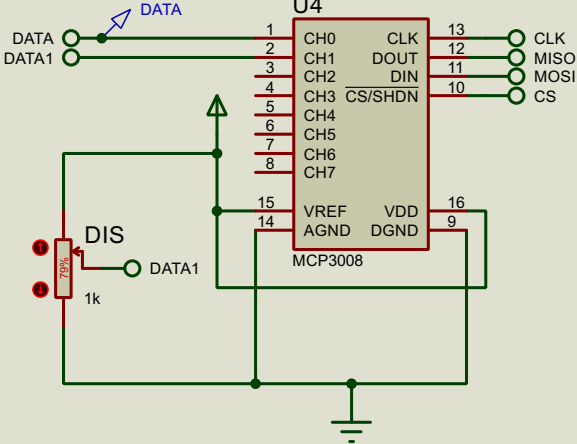 U4
DATA
DATA 1 CH0 CLK 13 CLK
DATA1 2 CH1 DOUT 12 MISO
3 CH2 DIN 11 MOSI
4 CH3 CS/SHDN 10 CS
5 CH4
6 CH5
7 CH6
8 CH7
15 VREF VDD 16
14 AGND DGND 9
MCP3008
DIS
79%
DATA1
1k